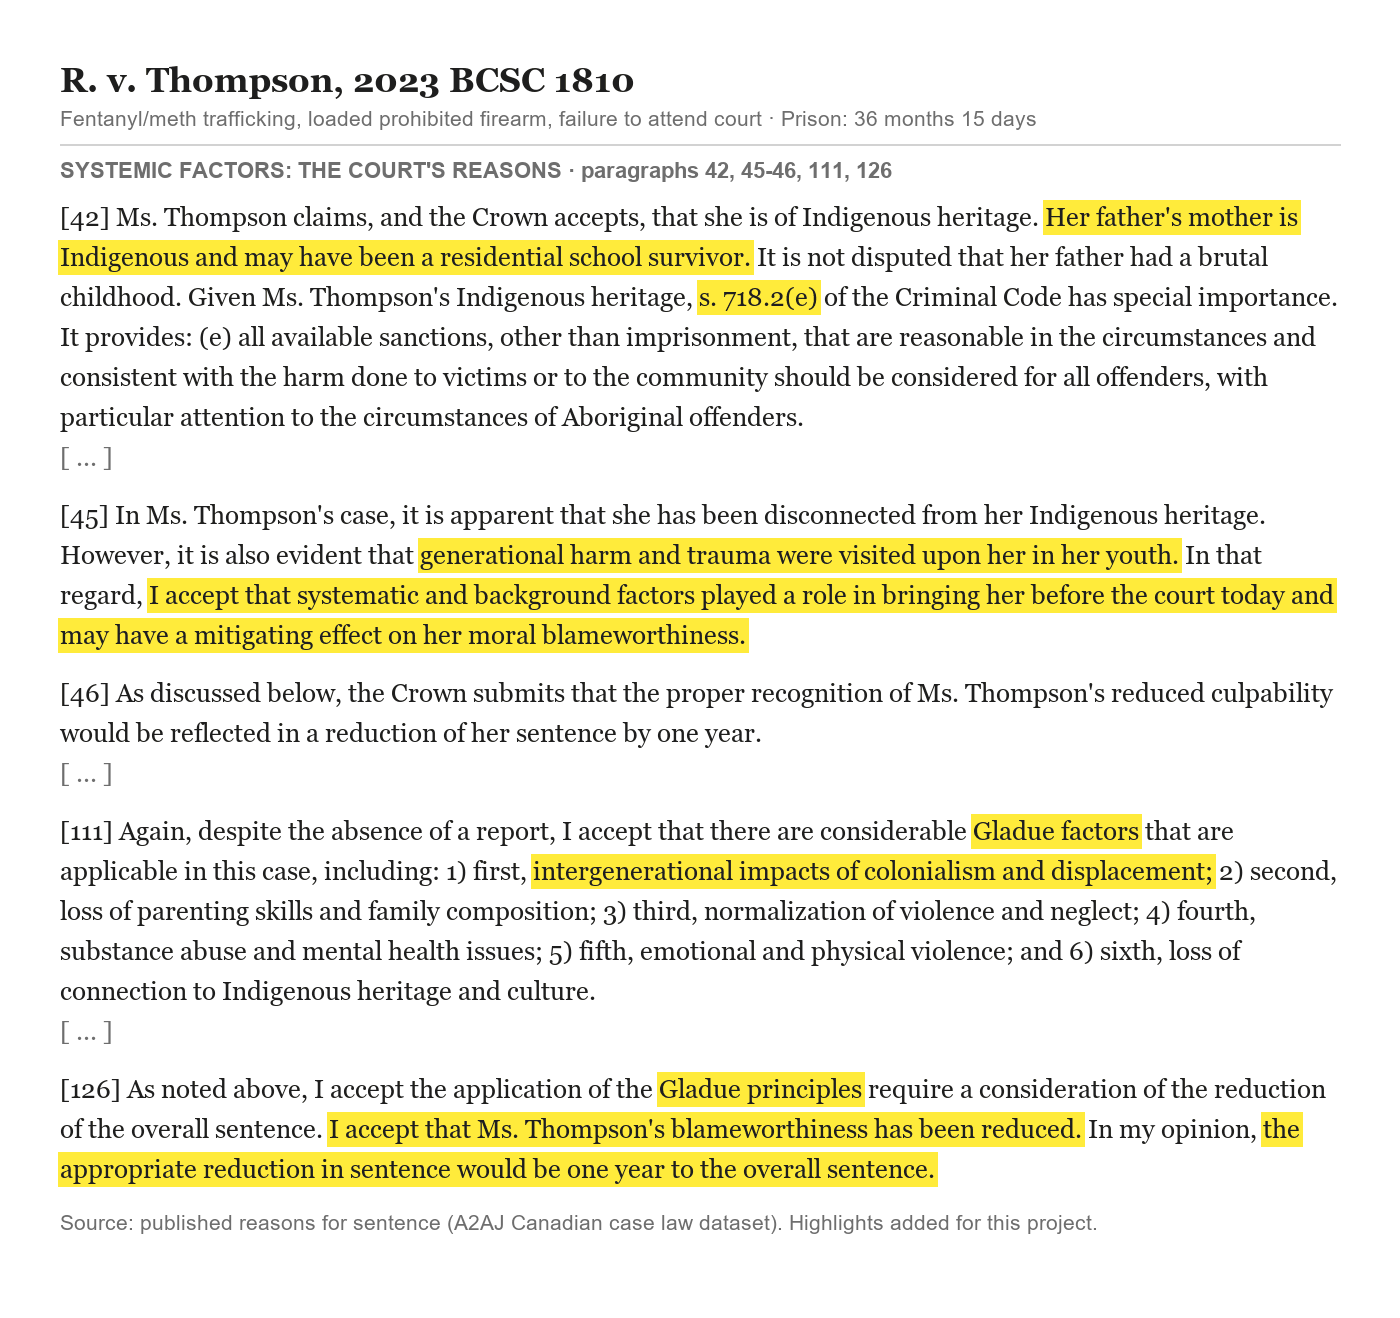 R. v. Thompson, 2023 BCSC 1810
Fentanyl/meth trafficking, loaded prohibited firearm, failure to attend court · Prison: 36 months 15 days
SYSTEMIC FACTORS: THE COURT'S REASONS · paragraphs 42, 45-46, 111, 126
[42] Ms. Thompson claims, and the Crown accepts, that she is of Indigenous heritage. Her father's mother is
Indigenous and may have been a residential school survivor. It is not disputed that her father had a brutal
childhood. Given Ms. Thompson's Indigenous heritage, s. 718.2(e) of the Criminal Code has special importance.
It provides: (e) all available sanctions, other than imprisonment, that are reasonable in the circumstances and
consistent with the harm done to victims or to the community should be considered for all offenders, with
particular attention to the circumstances of Aboriginal offenders.
[ ... ]
[45] In Ms. Thompson's case, it is apparent that she has been disconnected from her Indigenous heritage.
However, it is also evident that generational harm and trauma were visited upon her in her youth. In that
regard, I accept that systematic and background factors played a role in bringing her before the court today and
may have a mitigating effect on her moral blameworthiness.
[46] As discussed below, the Crown submits that the proper recognition of Ms. Thompson's reduced culpability
would be reflected in a reduction of her sentence by one year.
[ ... ]
[111] Again, despite the absence of a report, I accept that there are considerable Gladue factors that are
applicable in this case, including: 1) first, intergenerational impacts of colonialism and displacement; 2) second,
loss of parenting skills and family composition; 3) third, normalization of violence and neglect; 4) fourth,
substance abuse and mental health issues; 5) fifth, emotional and physical violence; and 6) sixth, loss of
connection to Indigenous heritage and culture.
[ ... ]
[126] As noted above, I accept the application of the Gladue principles require a consideration of the reduction
of the overall sentence. I accept that Ms. Thompson's blameworthiness has been reduced. In my opinion, the
appropriate reduction in sentence would be one year to the overall sentence.
Source: published reasons for sentence (A2AJ Canadian case law dataset). Highlights added for this project.